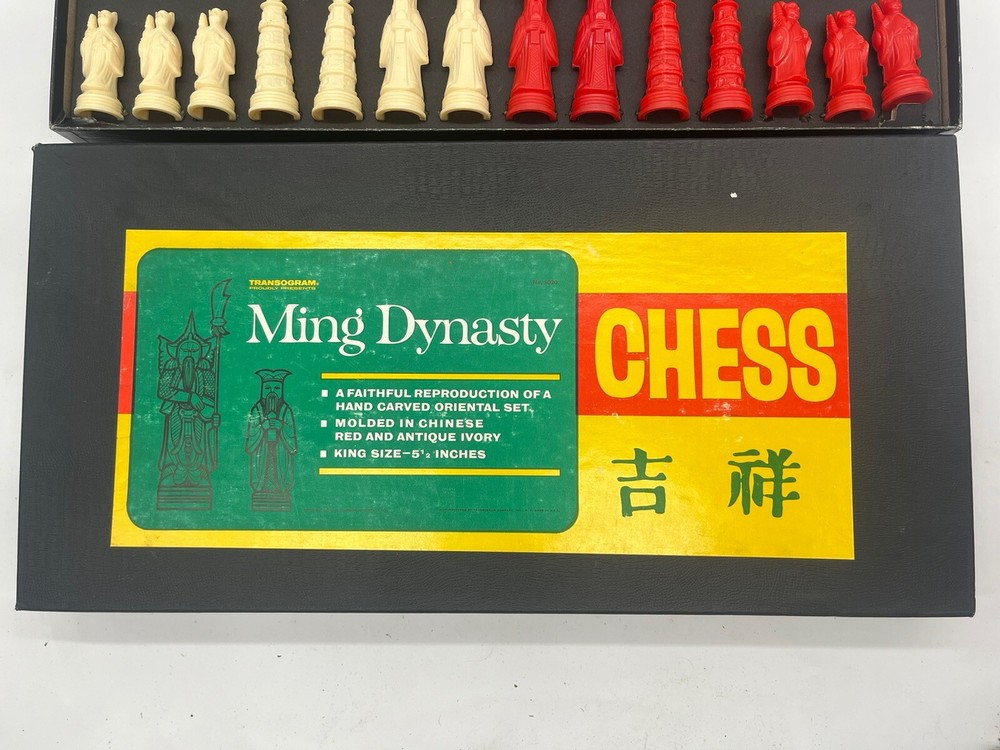 TRANSOGRAM®
PROUDLY PRESENTS
Ming Dynasty
A FAITHFUL REPRODUCTION OF A
HAND CARVED ORIENTAL SET.
MOLDED IN CHINESE
RED AND ANTIQUE IVORY
KING SIZE—5½ INCHES
CHESS
吉祥